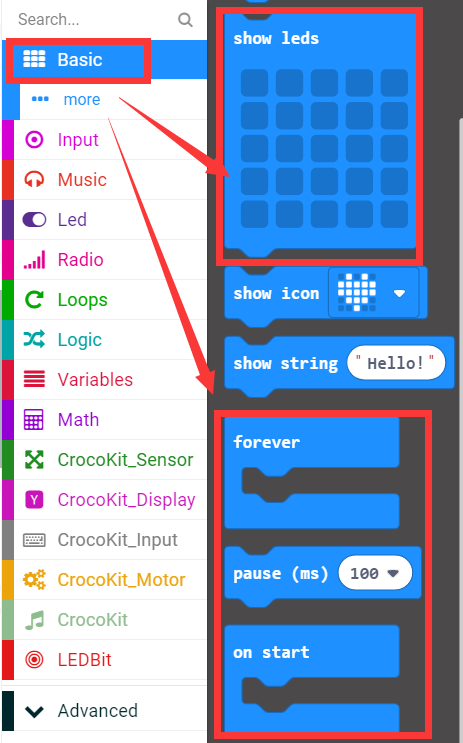 Search...
Basic
more
Input
Music
Led
Radio
Loops
Logic
Variables
Math
CrocoKit_Sensor
CrocoKit_Display
CrocoKit_Input
CrocoKit_Motor
CrocoKit
LEDBit
Advanced
show leds
show icon
show string "Hello!"
forever
pause (ms) 100
on start